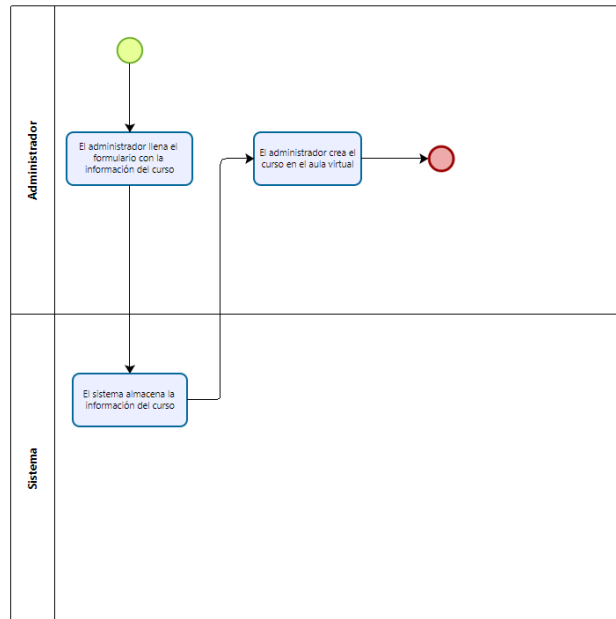 Administrador
El administrador llena el
formulario con la
información del curso
El administrador crea el
curso en el aula virtual
Sistema
El sistema almacena la
información del curso